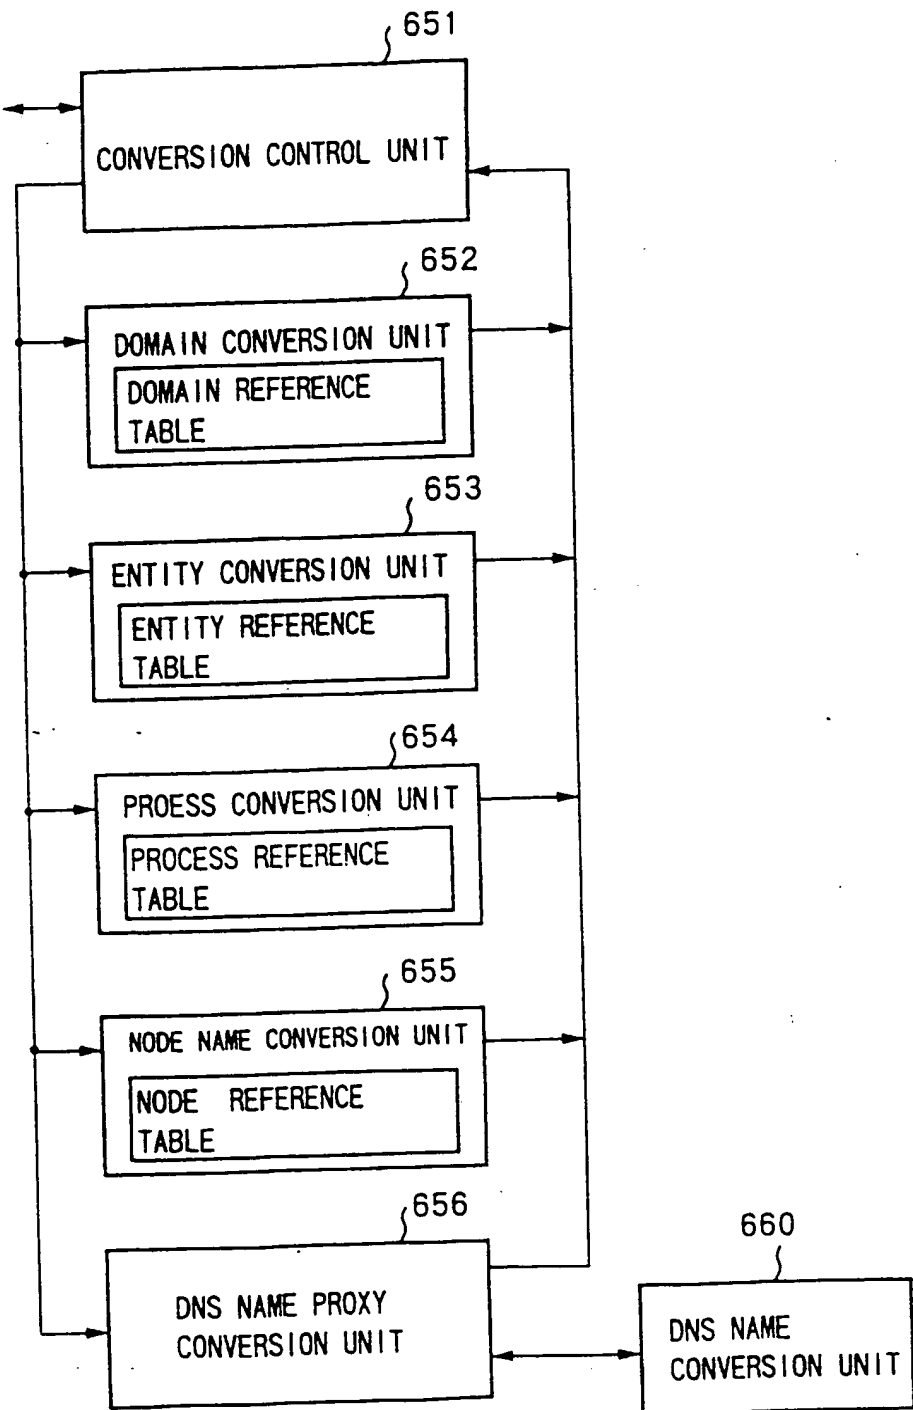 651
CONVERSION CONTROL UNIT
652
DOMAIN CONVERSION UNIT
DOMAIN REFERENCE
TABLE
653
ENTITY CONVERSION UNIT
ENTITY REFERENCE
TABLE
654
PROESS CONVERSION UNIT
PROCESS REFERENCE
TABLE
655
NODE NAME CONVERSION UNIT
NODE REFERENCE
TABLE
656
DNS NAME PROXY
CONVERSION UNIT
660
DNS NAME
CONVERSION UNIT